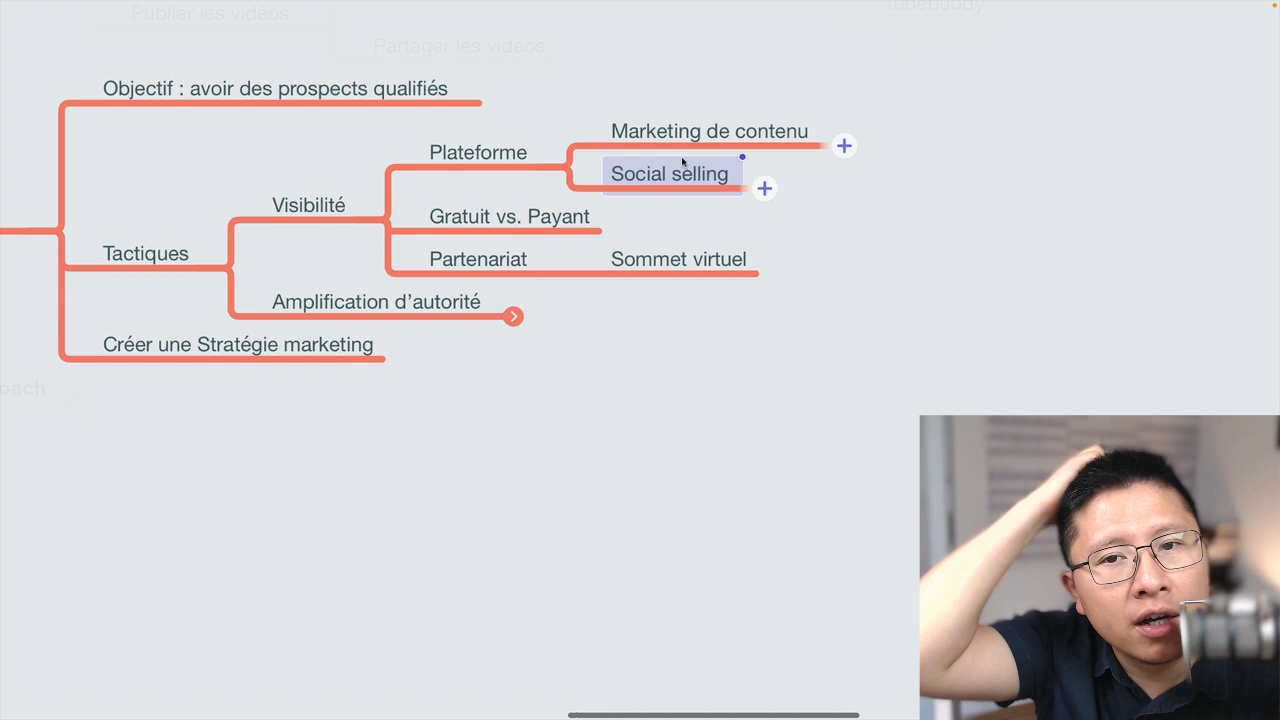 Publier les vidéos
Tubebuddy
Partager les vidéos
Objectif : avoir des prospects qualifiés
Marketing de contenu
Plateforme
Social selling
Visibilité
Gratuit vs. Payant
Tactiques
Partenariat
Sommet virtuel
Amplification d’autorité
Créer une Stratégie marketing
oach